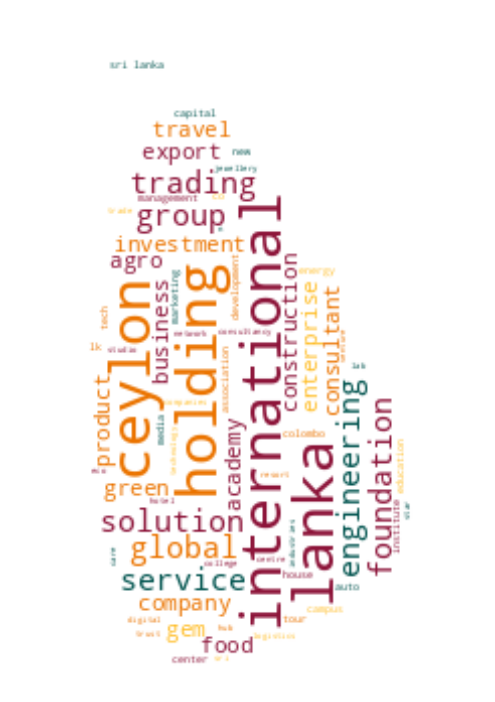 sri lanka
capital
travel
export
new
jewellery
trading
management
group
trade
international
investment
agro
holding
ceylon
development
construction
marketing
business
energy
enterprise
consultant
tech
network
consultancy
lk
studio
association
lab
product
engineering
companies
foundation
media
technology
academy
colombo
lanka
education
resort
green
hotel
institute
star
solution
industries
global
care
college
centre
service
house
auto
company
campus
digital
tour
trust
gem
hub
logistics
food
center